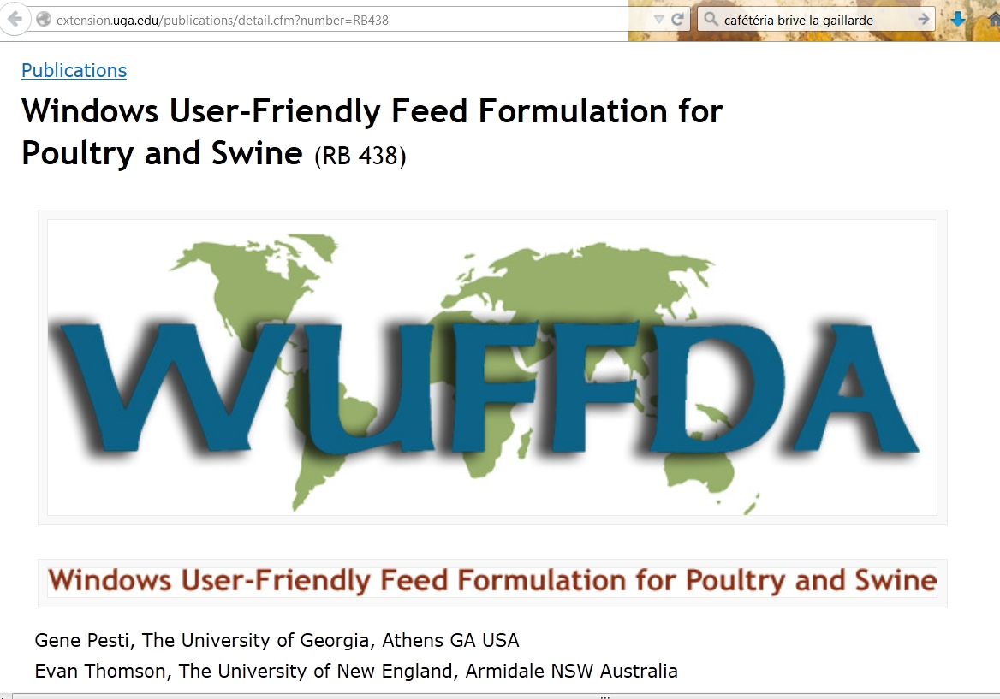 extension.uga.edu/publications/detail.cfm?number=RB438
cafétéria brive la gaillarde
Publications
Windows User-Friendly Feed Formulation for
Poultry and Swine (RB 438)
WUFFDA
Windows User-Friendly Feed Formulation for Poultry and Swine
Gene Pesti, The University of Georgia, Athens GA USA
Evan Thomson, The University of New England, Armidale NSW Australia